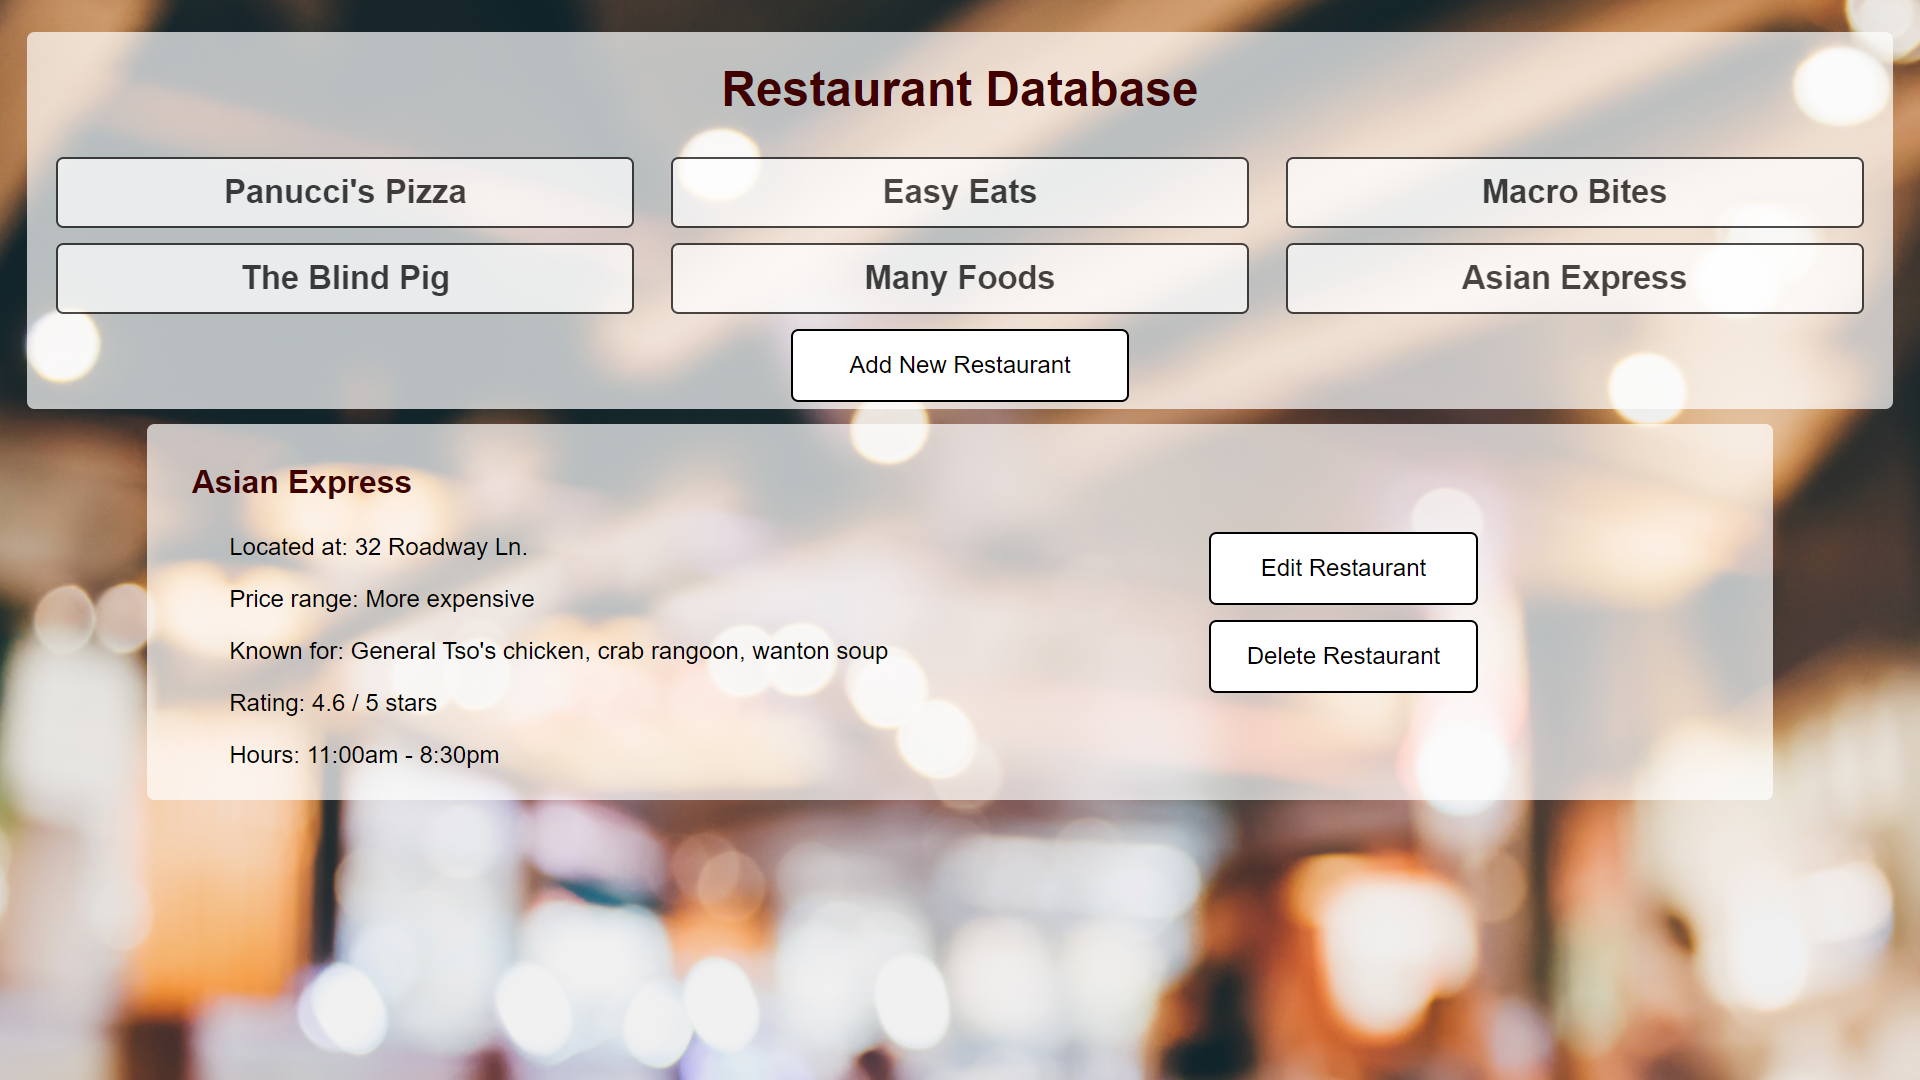 Restaurant Database
Panucci's Pizza
Easy Eats
Macro Bites
The Blind Pig
Many Foods
Asian Express
Add New Restaurant
Asian Express
Located at: 32 Roadway Ln.
Price range: More expensive
Known for: General Tso's chicken, crab rangoon, wanton soup
Rating: 4.6 / 5 stars
Hours: 11:00am - 8:30pm
Edit Restaurant
Delete Restaurant